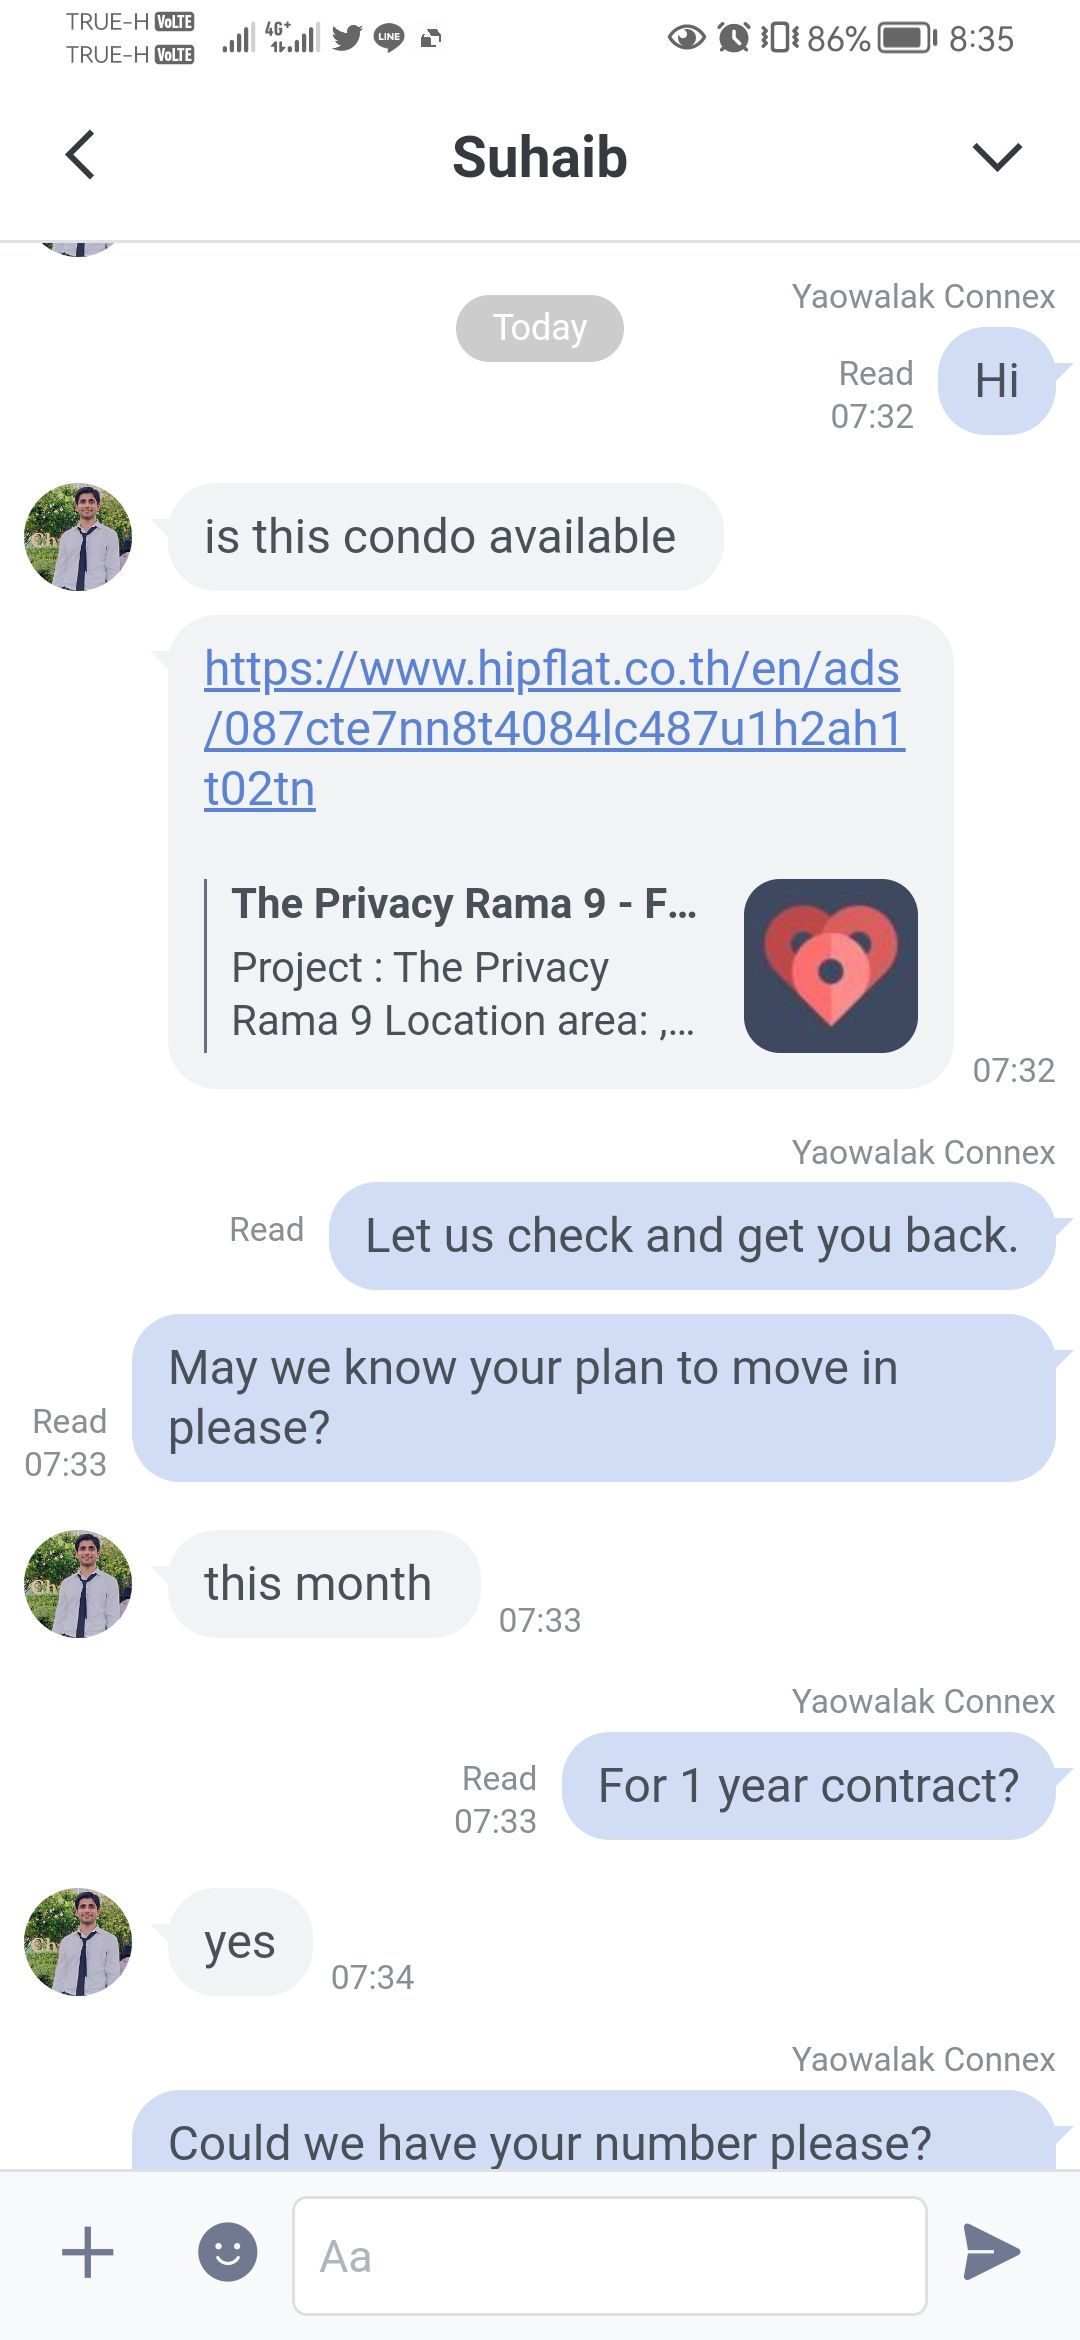 TRUE-H VoLTE
TRUE-H VoLTE
4G+
LINE
86%
8:35
Suhaib
Today
Yaowalak Connex
Hi
Read
07:32
is this condo available
https://www.hipflat.co.th/en/ads
/087cte7nn8t4084lc487u1h2ah1
t02tn
The Privacy Rama 9 - F...
Project : The Privacy
Rama 9 Location area: ,...
07:32
Yaowalak Connex
Read
Let us check and get you back.
May we know your plan to move in
please?
Read
07:33
this month
07:33
Yaowalak Connex
For 1 year contract?
Read
07:33
yes
07:34
Yaowalak Connex
Could we have your number please?
Aa